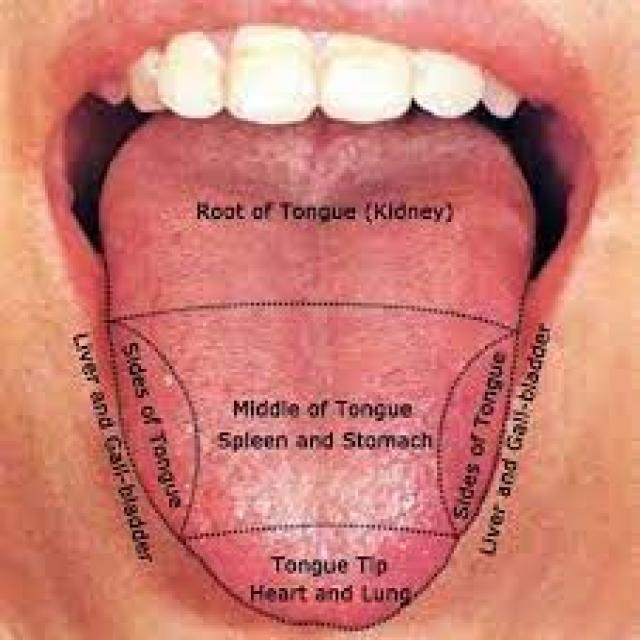 Root of Tongue (Kidney)
Liver and Gall-bladder
Sides of Tongue
Middle of Tongue
Spleen and Stomach
Sides of Tongue
Liver and Gall-bladder
Tongue Tip
Heart and Lung